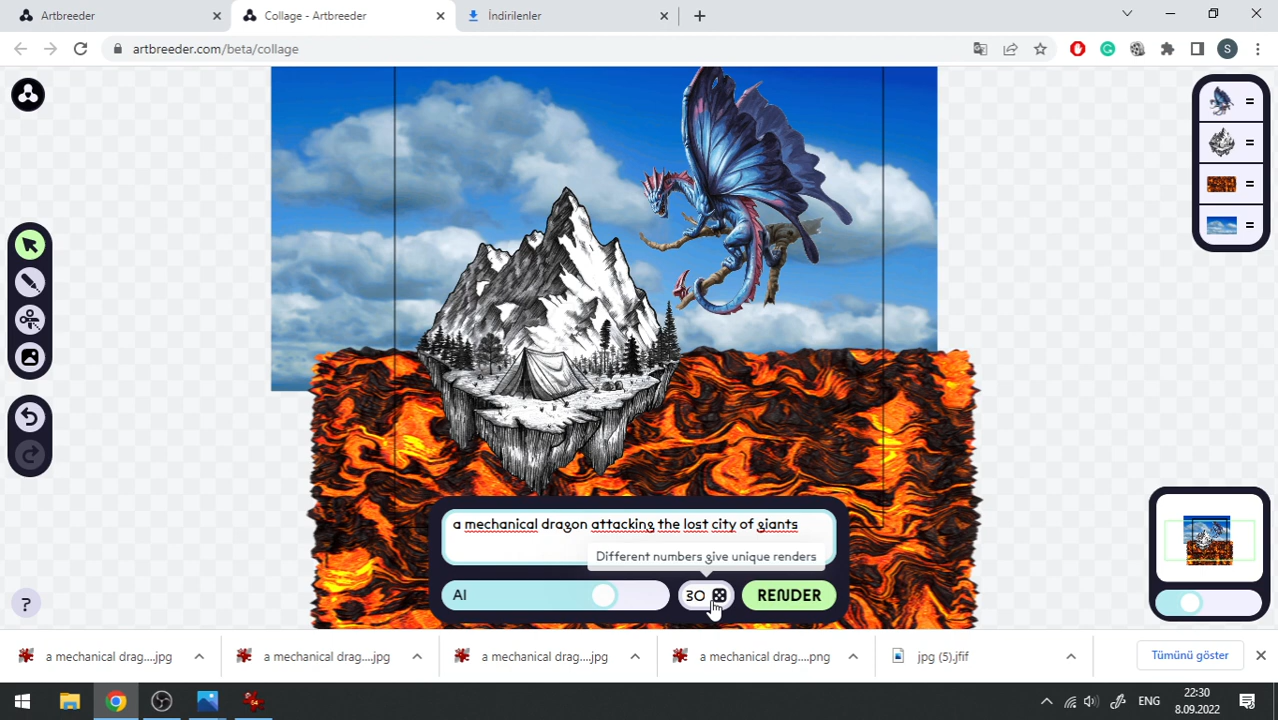 Artbreeder
Collage - Artbreeder
İndirilenler
artbreeder.com/beta/collage
S
a mechanical dragon attacking the lost city of giants
Different numbers give unique renders
AI
30
RENDER
?
a mechanical drag....jpg
a mechanical drag....jpg
a mechanical drag....jpg
a mechanical drag....png
jpg (5).jfif
Tümünü göster
64
ENG
22:30
8.09.2022